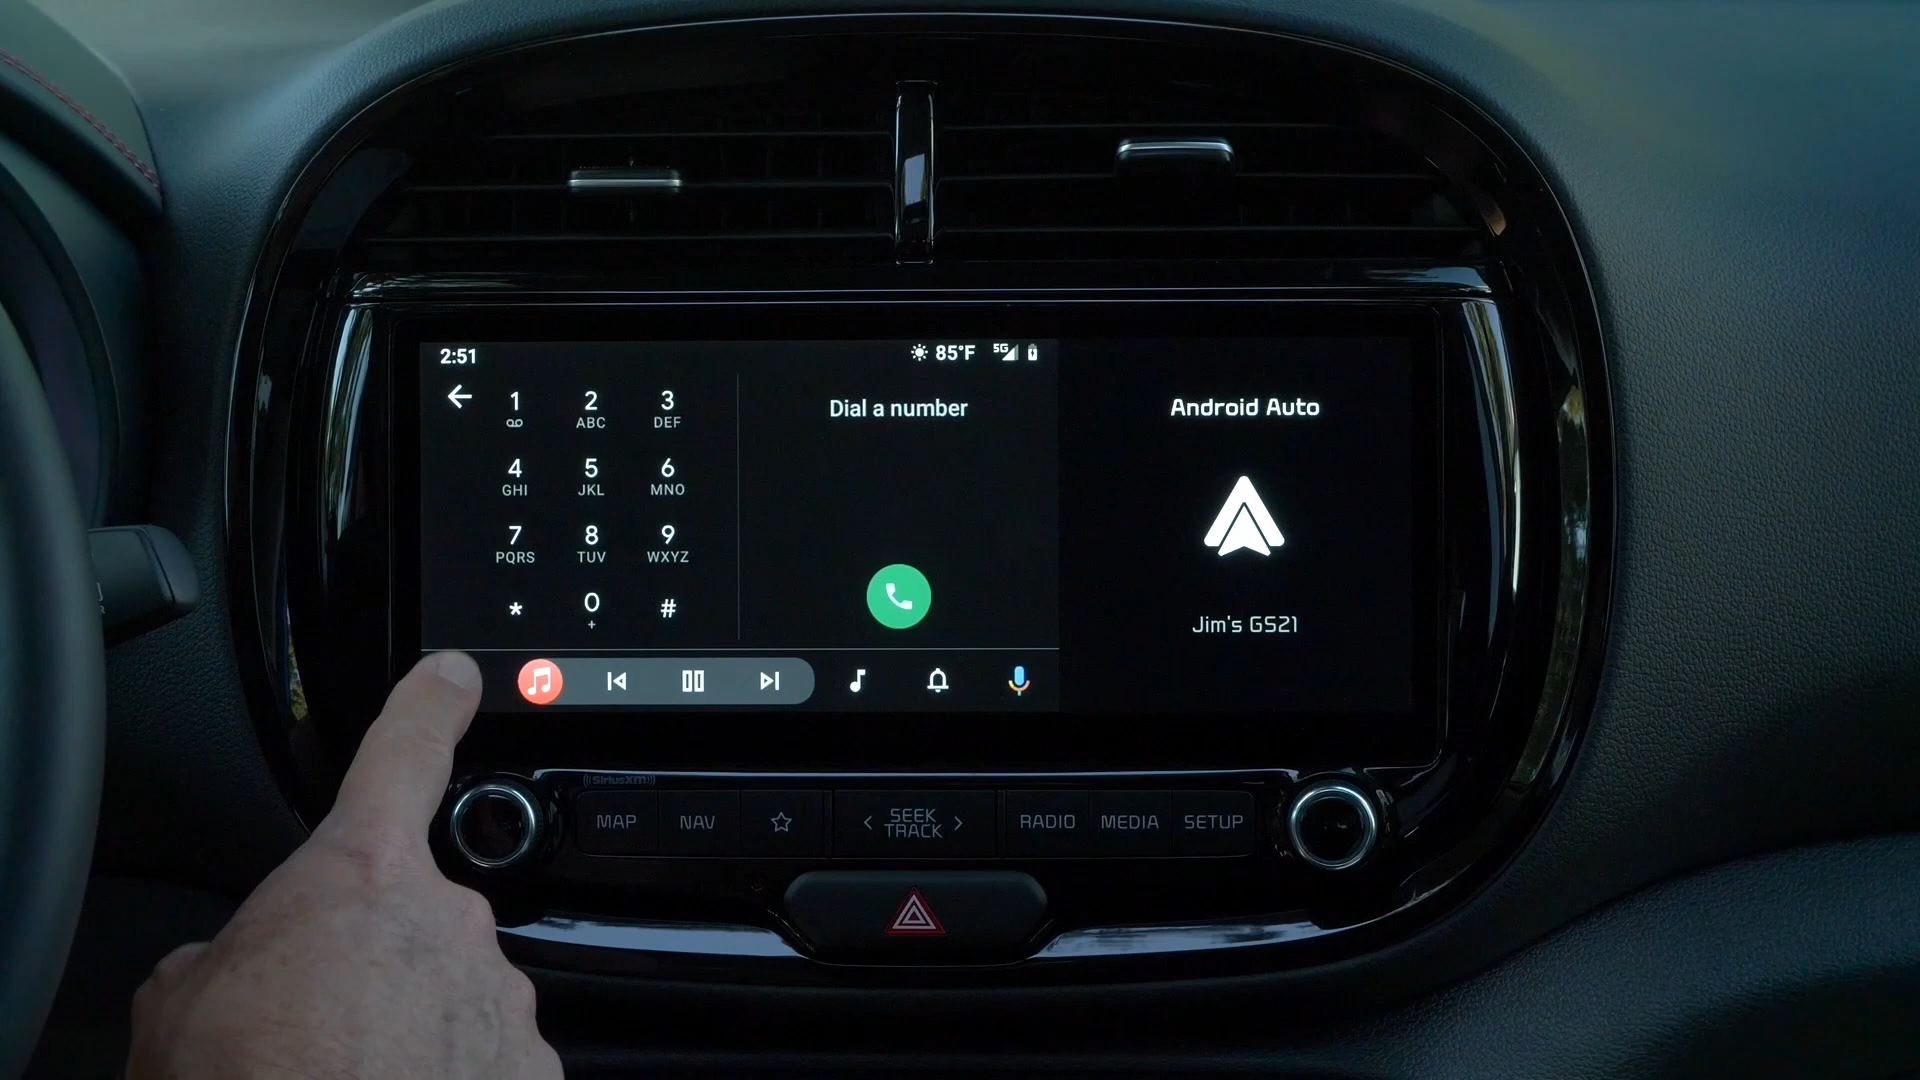 2:51
85°F 5G
1
2 ABC
3 DEF
Dial a number
4 GHI
5 JKL
6 MNO
7 PQRS
8 TUV
9 WXYZ
*
0 +
#
Android Auto
Jim's GS21
((SiriusXM))
MAP
NAV
SEEK
TRACK
RADIO
MEDIA
SETUP